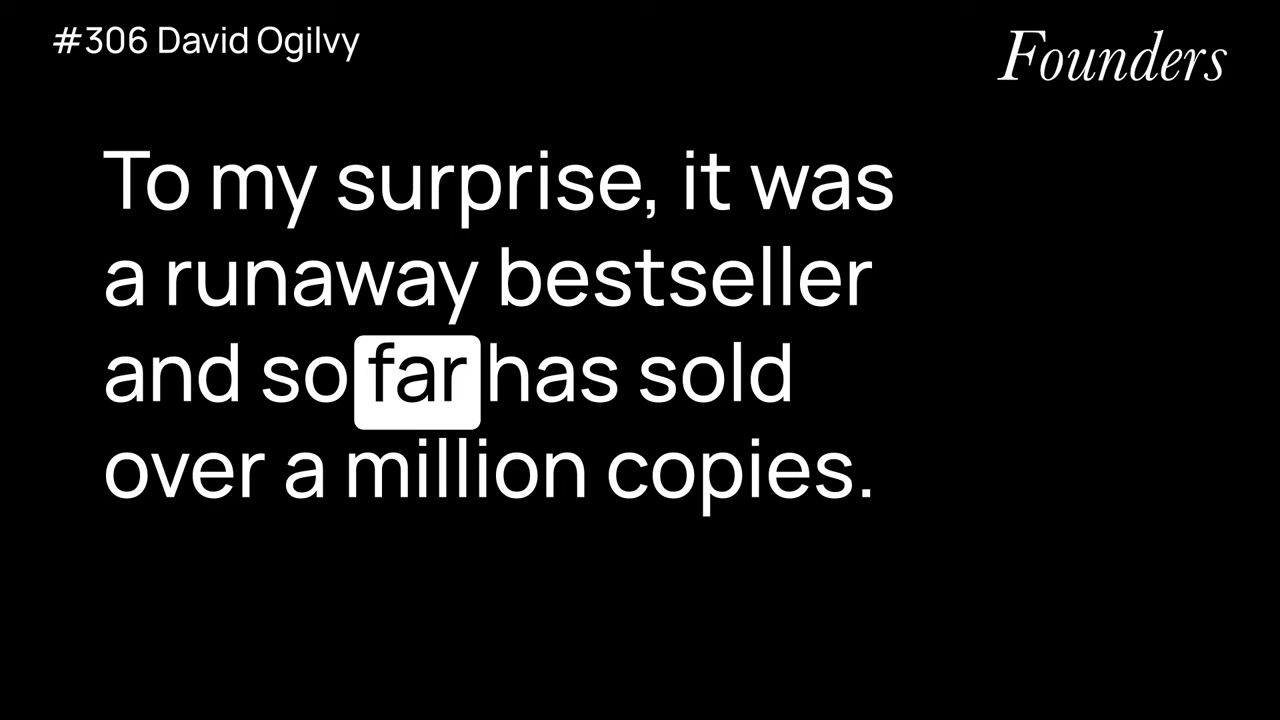 #306 David Ogilvy
Founders
To my surprise, it was
a runaway bestseller
and so far has sold
over a million copies.